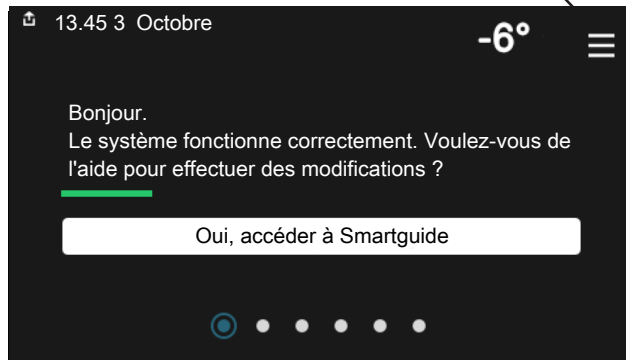 13.45 3 Octobre
-6°
Bonjour.
Le système fonctionne correctement. Voulez-vous de
l'aide pour effectuer des modifications ?
Oui, accéder à Smartguide